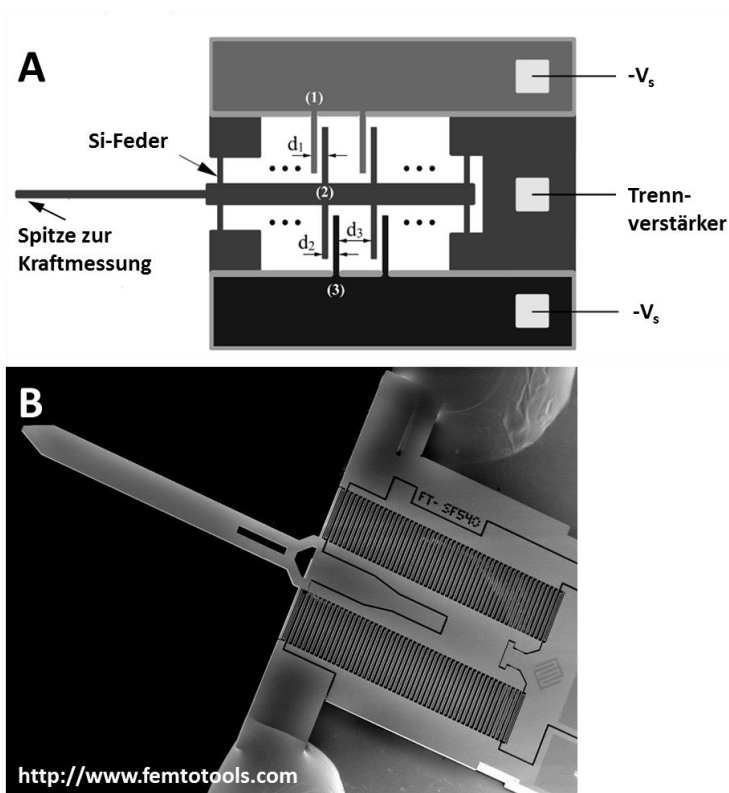 A
-Vs
(1)
Si-Feder
d1
(2)
Trenn-
verstärker
Spitze zur
Kraftmessung
d2
d3
(3)
-Vs
B
FT- SF540
http://www.femtotools.com